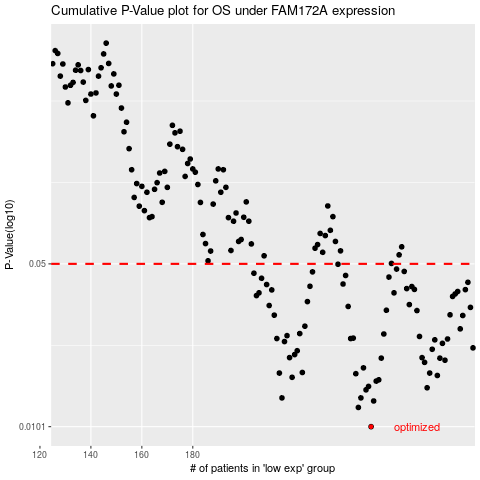 Cumulative P-Value plot for OS under FAM172A expression
P-Value(log10)
0.05
0.0101
optimized
120 140 160 180
# of patients in 'low exp' group